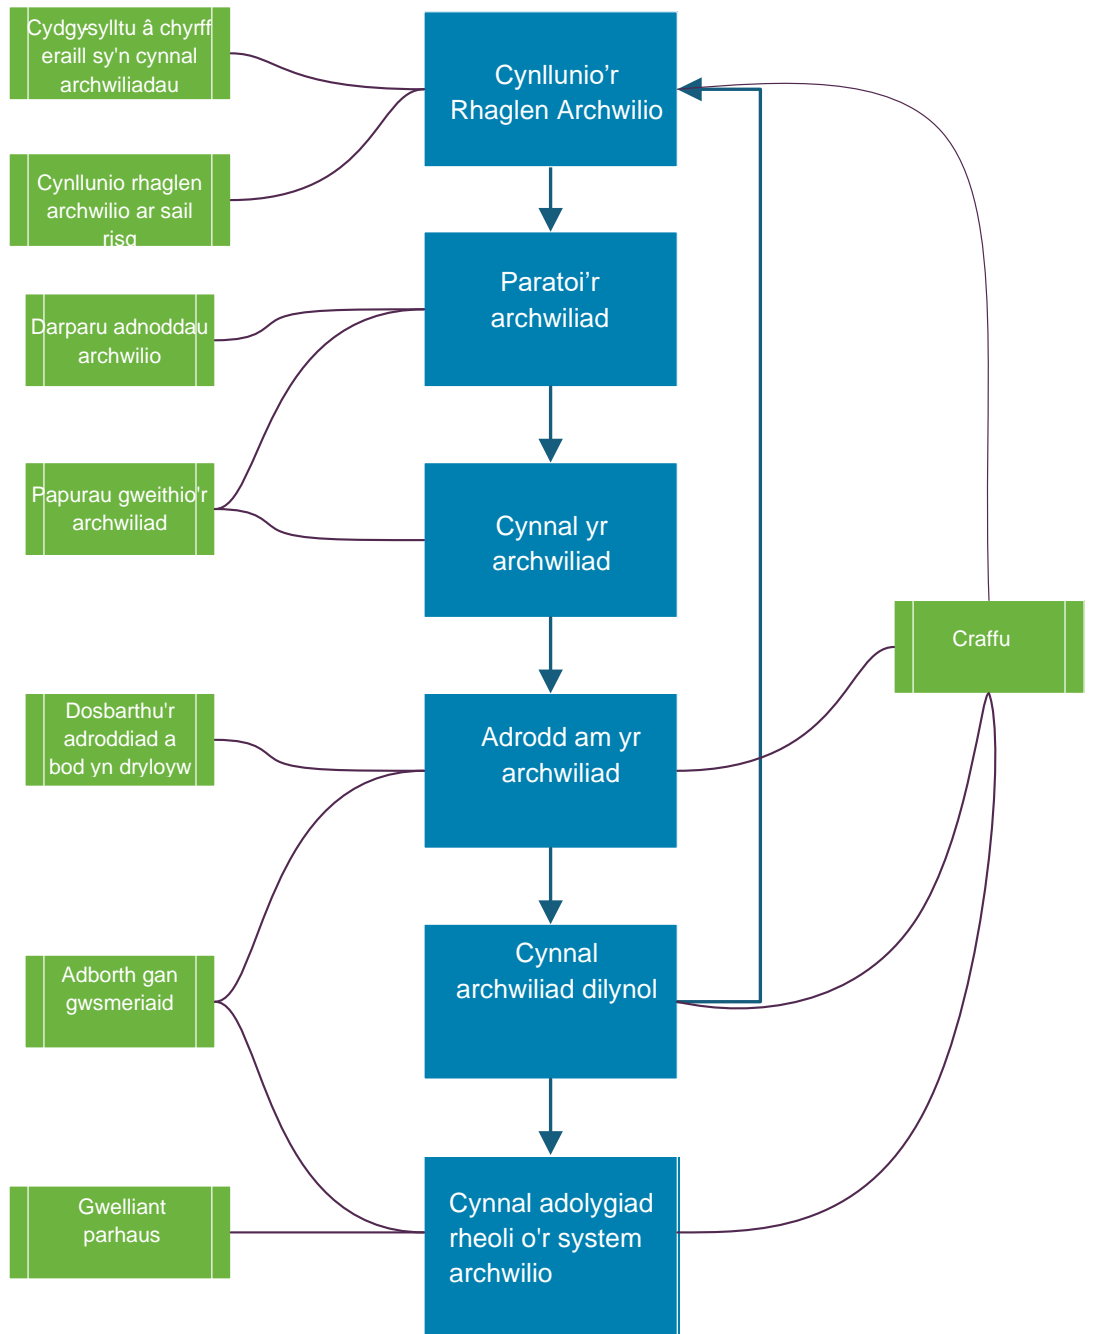 Cydgysylltu â chyrff
eraill sy'n cynnal
archwiliadau
Cynllunio'r
Rhaglen Archwilio
Cynllunio rhaglen
archwilio ar sail
risg
Paratoi'r
archwiliad
Darparu adnoddau
archwilio
Papurau gweithio'r
archwiliad
Cynnal yr
archwiliad
Craffu
Dosbarthu'r
adroddiad a
bod yn dryloyw
Adrodd am yr
archwiliad
Cynnal
archwiliad dilynol
Adborth gan
gwsmeriaid
Gwelliant
parhaus
Cynnal adolygiad
rheoli o'r system
archwilio